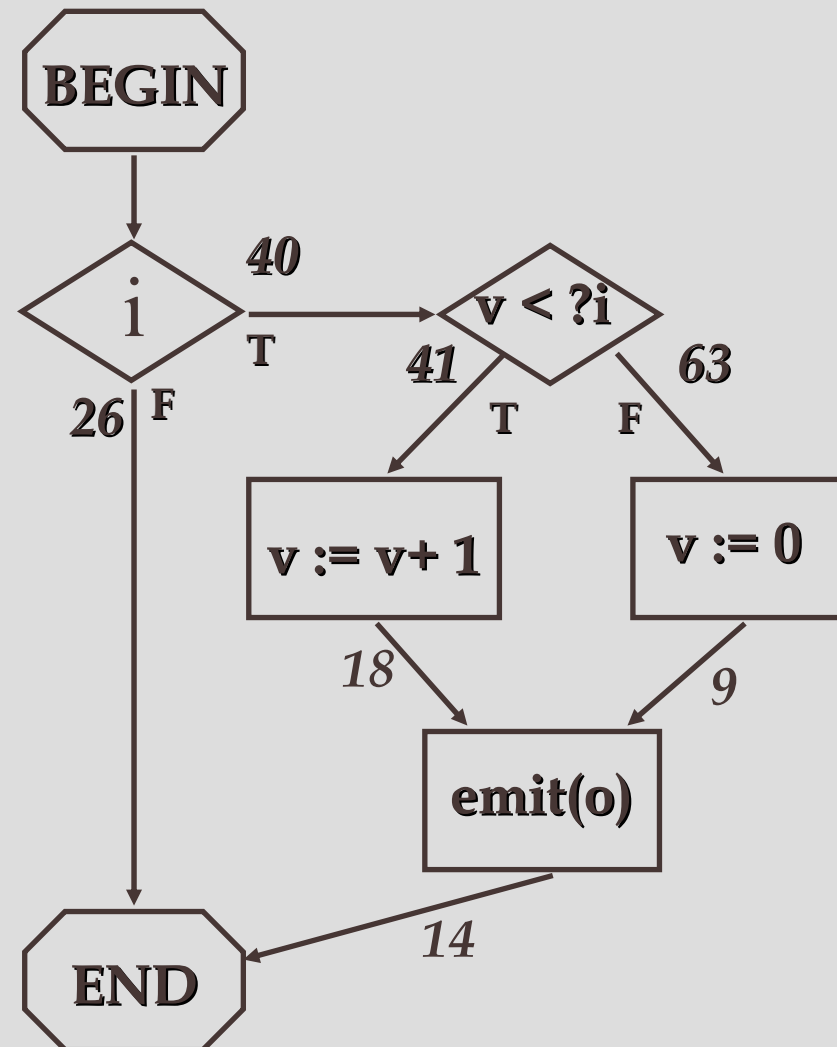 BEGIN
40
i
v < ?i
T
41
63
26
F
T
F
v := v+ 1
v := 0
18
9
emit(o)
14
END